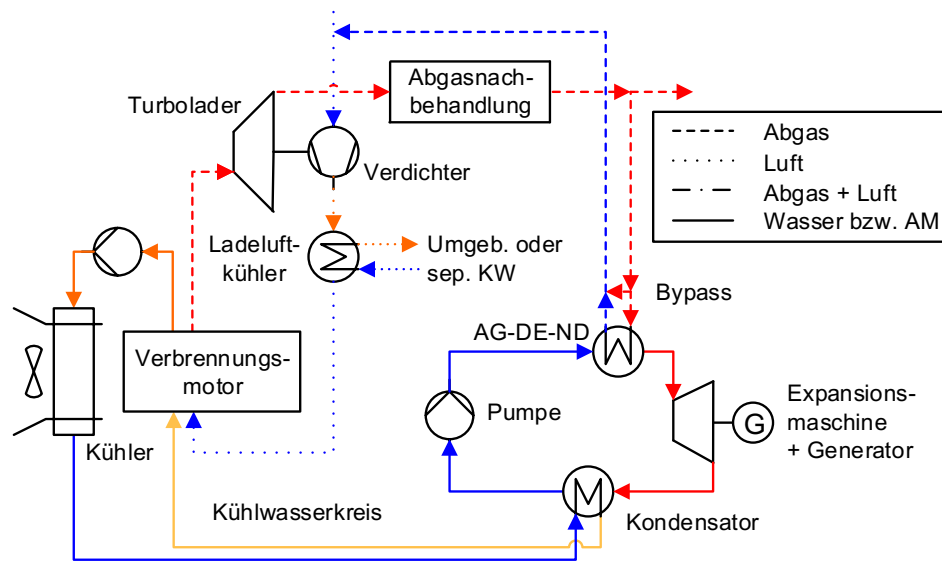 Abgasnach-
behandlung
Turbolader
Verdichter
Abgas
Luft
Abgas + Luft
Wasser bzw. AM
Ladeluft-
kühler
Umgeb. oder
sep. KW
Bypass
AG-DE-ND
Verbrennungs-
motor
Pumpe
G
Expansions-
maschine
+ Generator
Kühler
Kühlwasserkreis
Kondensator